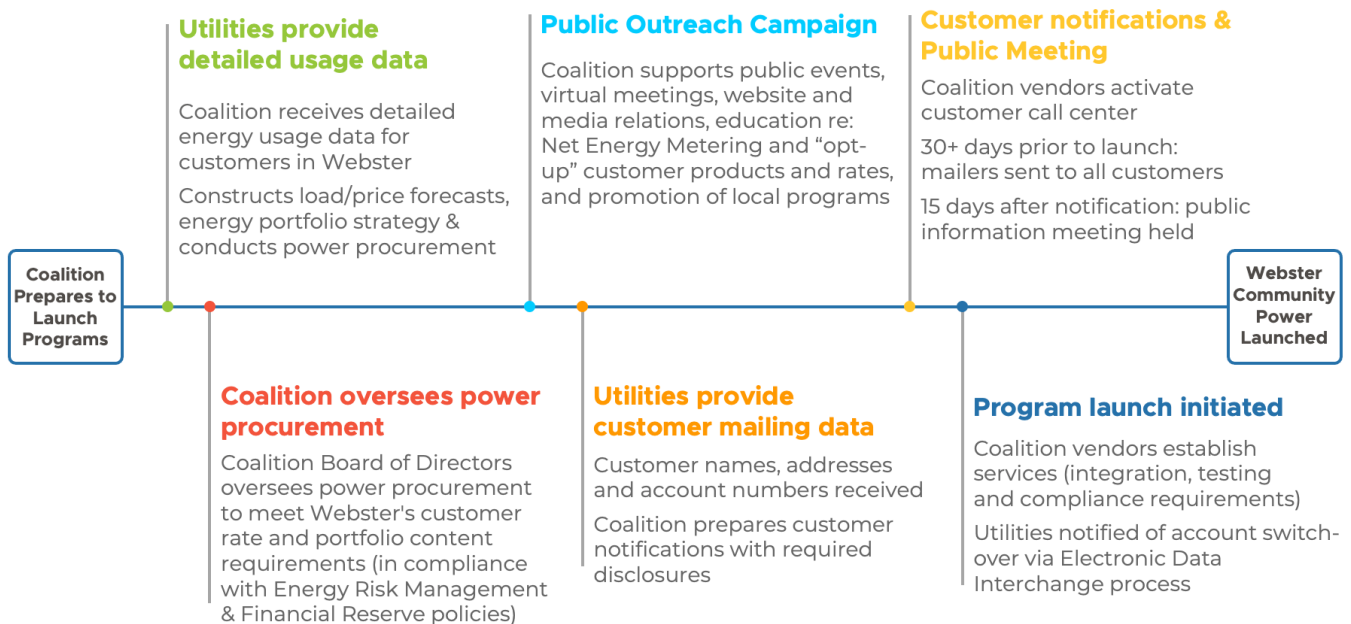 Coalition
Prepares to
Launch
Programs
Utilities provide
detailed usage data
Coalition receives detailed
energy usage data for
customers in Webster
Constructs load/price forecasts,
energy portfolio strategy &
conducts power procurement
Coalition oversees power
procurement
Coalition Board of Directors
oversees power procurement
to meet Webster's customer
rate and portfolio content
requirements (in compliance
with Energy Risk Management
& Financial Reserve policies)
Public Outreach Campaign
Coalition supports public events,
virtual meetings, website and
media relations, education re:
Net Energy Metering and “opt-
up” customer products and rates,
and promotion of local programs
Utilities provide
customer mailing data
Customer names, addresses
and account numbers received
Coalition prepares customer
notifications with required
disclosures
Customer notifications &
Public Meeting
Coalition vendors activate
customer call center
30+ days prior to launch:
mailers sent to all customers
15 days after notification: public
information meeting held
Program launch initiated
Coalition vendors establish
services (integration, testing
and compliance requirements)
Utilities notified of account switch-
over via Electronic Data
Interchange process
Webster
Community
Power
Launched